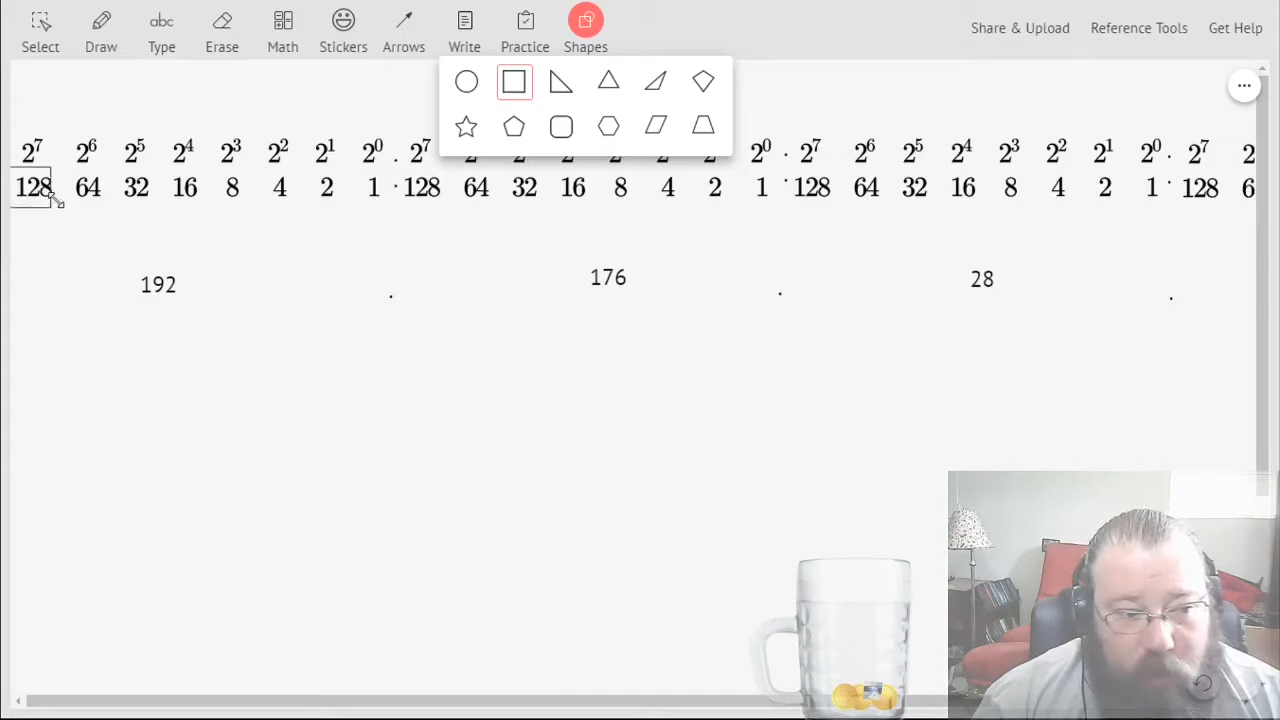 Select Draw Type Erase Math Stickers Arrows Write Practice Shapes Share & Upload Reference Tools Get Help
2⁷ 2⁶ 2⁵ 2⁴ 2³ 2² 2¹ 2⁰ . 2⁷ 2⁰ . 2⁷ 2⁶ 2⁵ 2⁴ 2³ 2² 2¹ 2⁰ . 2⁷ 2
128 64 32 16 8 4 2 1 . 128 64 32 16 8 4 2 1 . 128 64 32 16 8 4 2 1 . 128 6
192 . 176 . 28 .